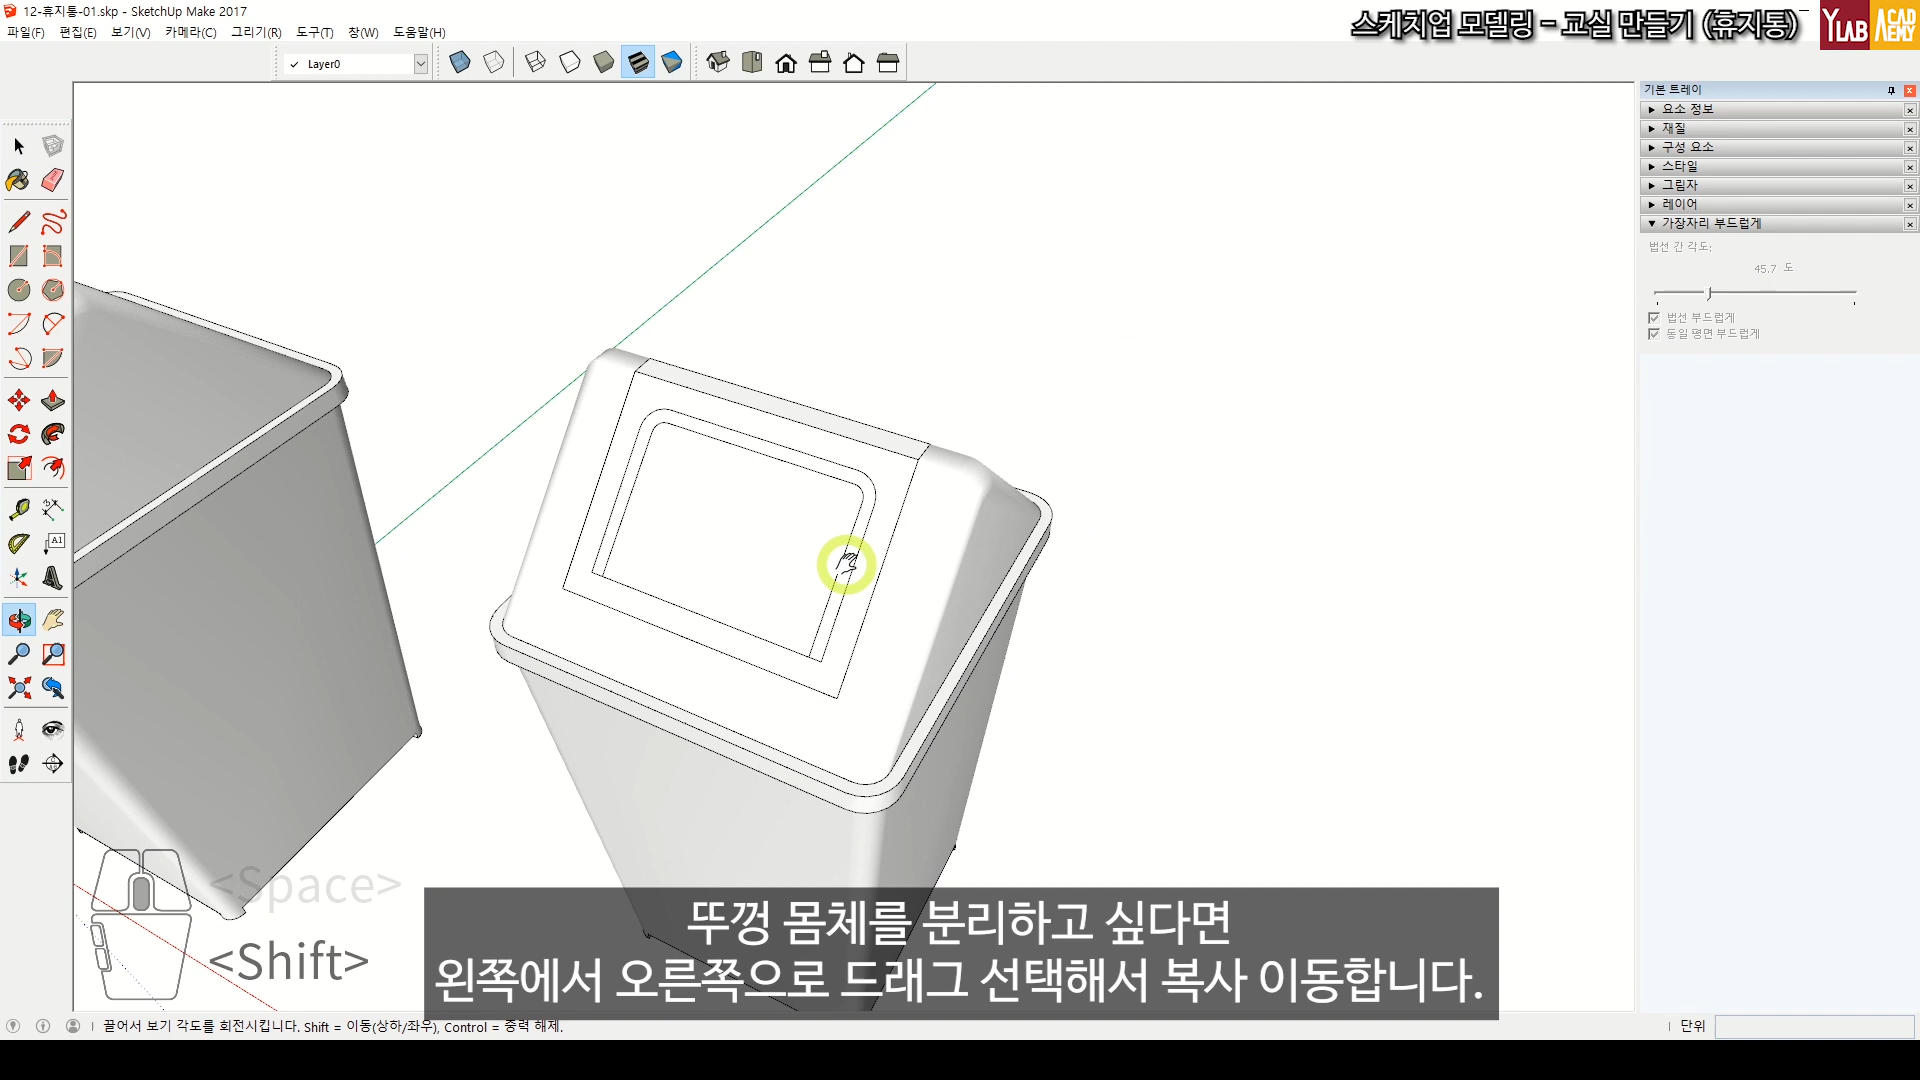 12-휴지통-01.skp - SketchUp Make 2017
스케치업 모델링 - 교실 만들기 (휴지통)
YLAB ACADEMY
파일(F) 편집(E) 보기(V) 카메라(C) 그리기(R) 도구(T) 창(W) 도움말(H)
Layer0
기본 트레이
요소 정보
재질
구성 요소
스타일
그림자
레이어
가장자리 부드럽게
법선 간 각도:
45.7 도
법선 부드럽게
동일 평면 부드럽게
A1
<Space>
<Shift>
뚜껑 몸체를 분리하고 싶다면
왼쪽에서 오른쪽으로 드래그 선택해서 복사 이동합니다.
끌어서 보기 각도를 회전시킵니다. Shift = 이동(상하/좌우), Control = 중력 해제.
단위